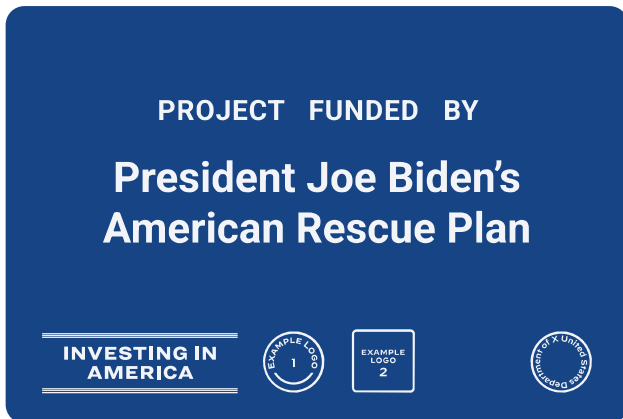 PROJECT FUNDED BY
President Joe Biden’s
American Rescue Plan
INVESTING IN
AMERICA
EXAMPLE LOGO
1
EXAMPLE
LOGO
2
Department of X United States